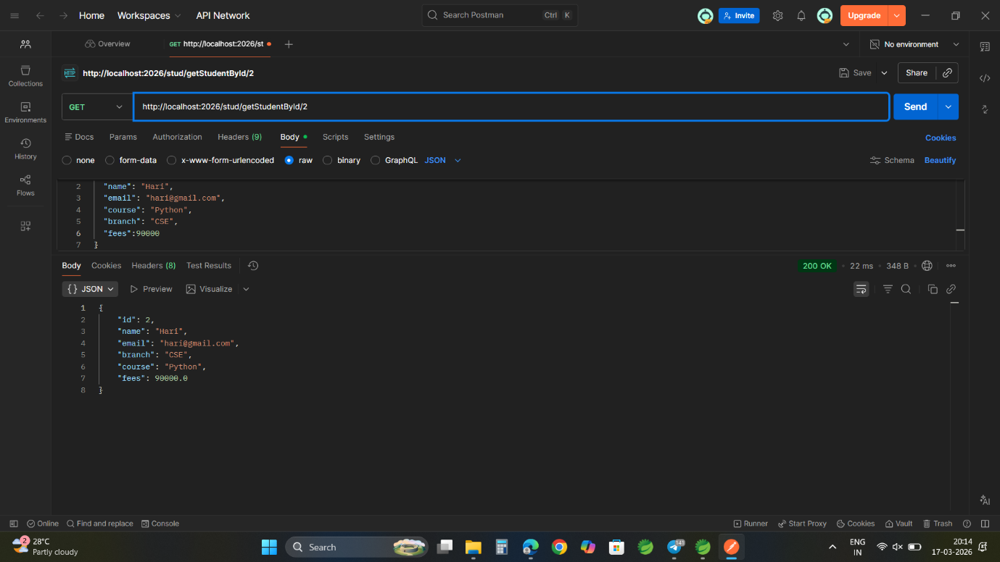 Home Workspaces API Network Search Postman Ctrl K Invite Upgrade
Overview GET http://localhost:2026/st No environment
HTTP http://localhost:2026/stud/getStudentById/2 Save Share
GET http://localhost:2026/stud/getStudentById/2 Send
Collections
Environments
History
Flows
Docs Params Authorization Headers (9) Body Scripts Settings Cookies
none form-data x-www-form-urlencoded raw binary GraphQL JSON Schema Beautify
2 "name": "Hari",
3 "email": "hari@gmail.com",
4 "course": "Python",
5 "branch": "CSE",
6 "fees":90000
7 }
Body Cookies Headers (8) Test Results 200 OK • 22 ms • 348 B
{} JSON Preview Visualize
1 {
2 "id": 2,
3 "name": "Hari",
4 "email": "hari@gmail.com",
5 "branch": "CSE",
6 "course": "Python",
7 "fees": 90000.0
8 }
AI
Online Find and replace Console Runner Start Proxy Cookies Vault Trash
2 28°C
Partly cloudy
Search
141
ENG
IN
20:14
17-03-2026